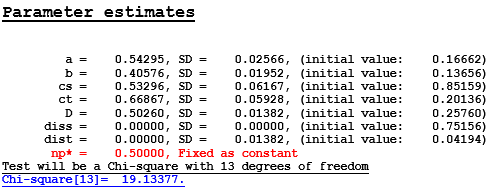 Parameter estimates
a = 0.54295, SD = 0.02566, (initial value: 0.16662)
b = 0.40576, SD = 0.01952, (initial value: 0.13656)
cs = 0.53296, SD = 0.06167, (initial value: 0.85159)
ct = 0.66867, SD = 0.05928, (initial value: 0.20136)
D = 0.50260, SD = 0.01382, (initial value: 0.25760)
diss = 0.00000, SD = 0.00000, (initial value: 0.75156)
dist = 0.00000, SD = 0.01382, (initial value: 0.04194)
np* = 0.50000, Fixed as constant
Test will be a Chi-square with 13 degrees of freedom
Chi-square[13]= 19.13377.